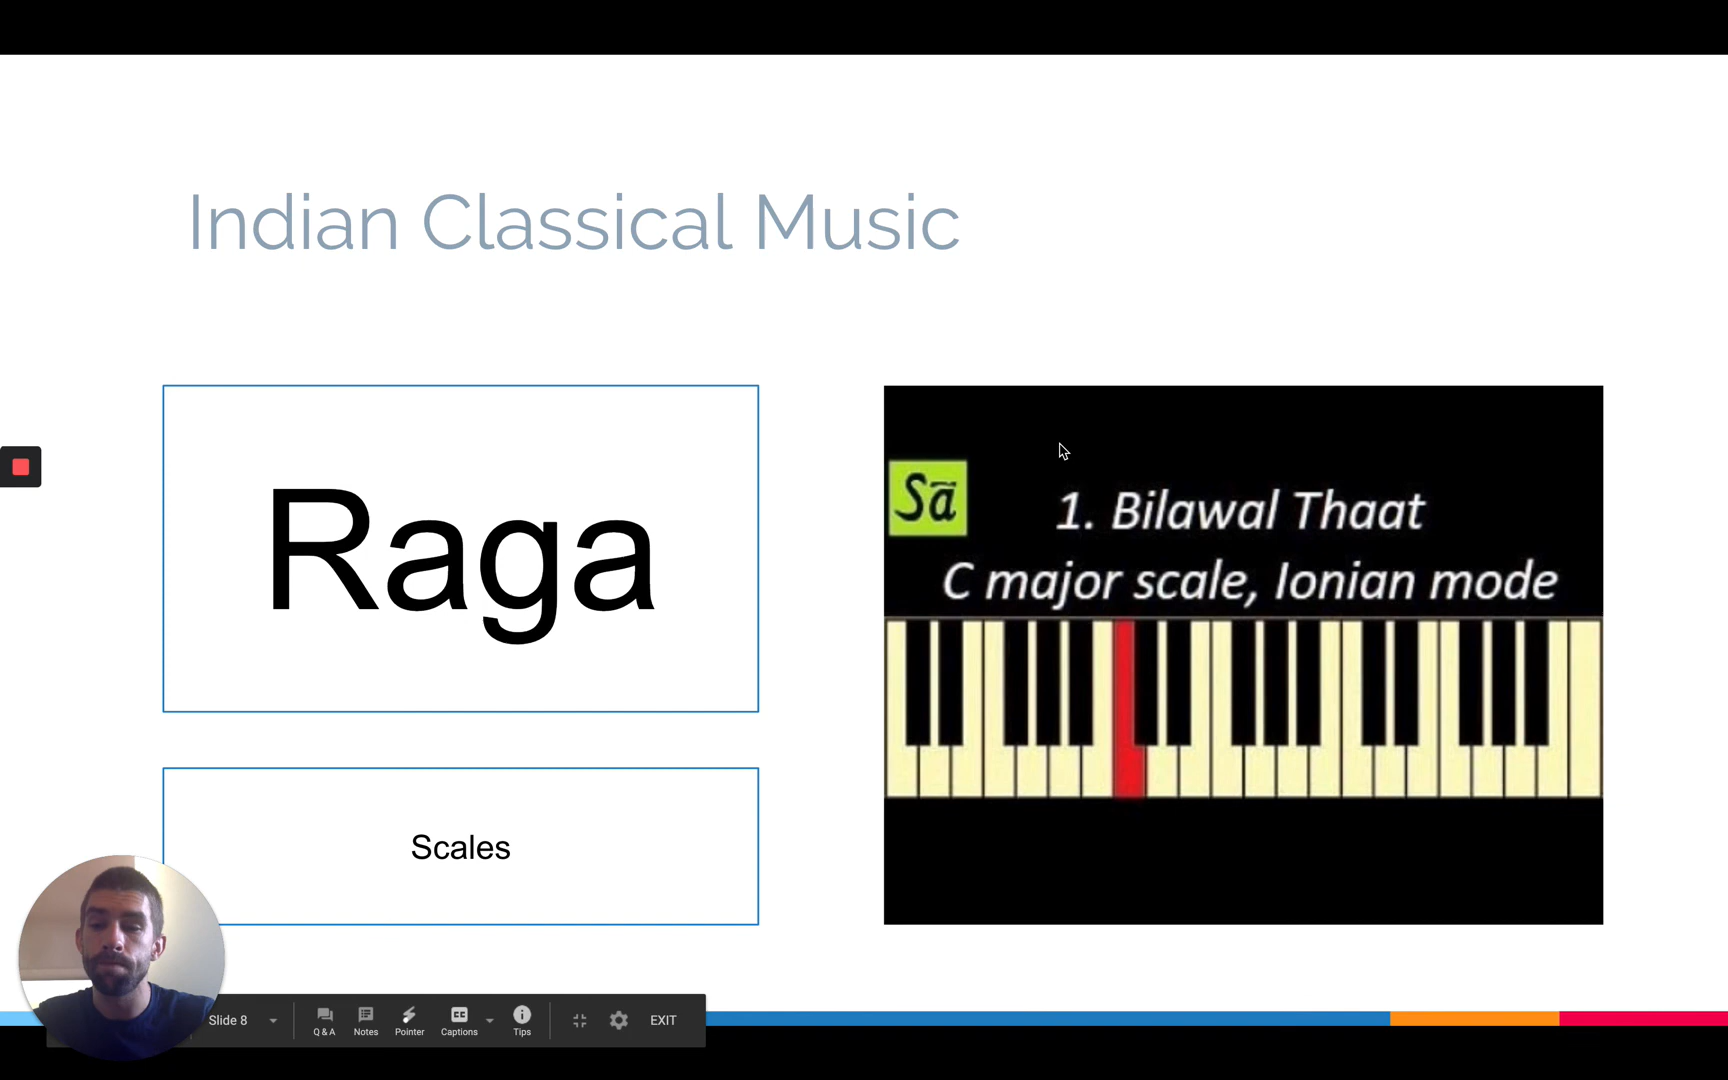 Indian Classical Music
Raga
Scales
Sā
1. Bilawal Thaat
C major scale, Ionian mode
Slide 8
Q & A
Notes
Pointer
CC
Captions
Tips
EXIT